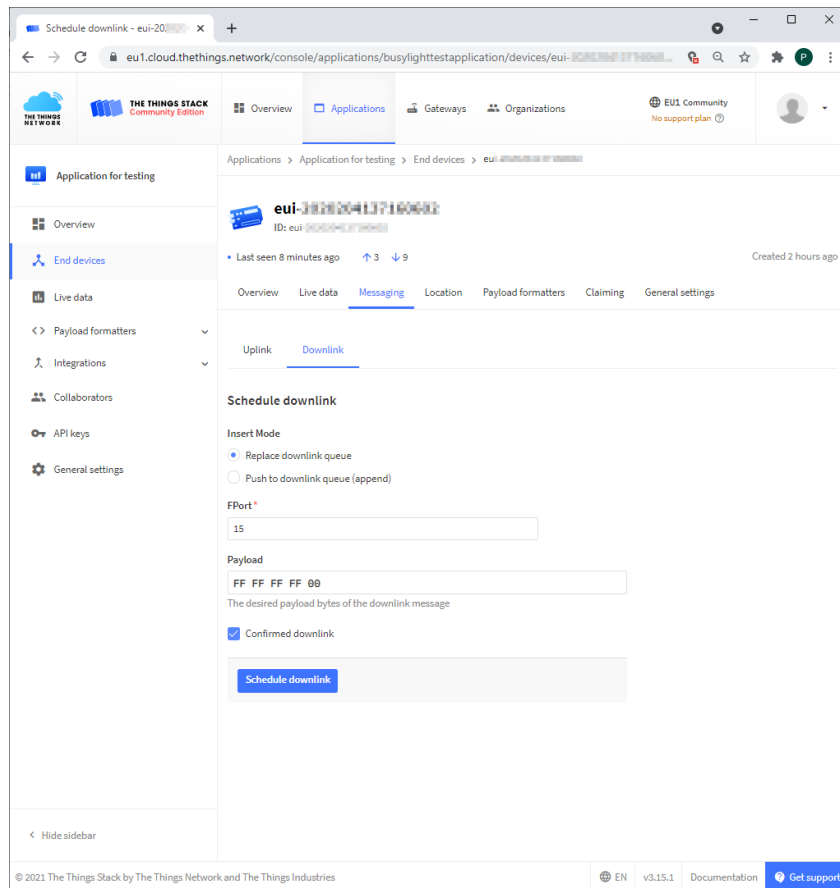 Schedule downlink - eui-20
eu1.cloud.thethings.network/console/applications/busylighttestapplication/devices/eui-
P
THE THINGS
NETWORK
THE THINGS STACK
Community Edition
Overview
Applications
Gateways
Organizations
EU1 Community
No support plan
Application for testing
Applications > Application for testing > End devices >
eui-
ID: eui
Last seen 8 minutes ago ↑3 ↓9
Created 2 hours ago
Overview
End devices
Live data
Payload formatters
Integrations
Collaborators
API keys
General settings
Overview Live data Messaging Location Payload formatters Claiming General settings
Uplink Downlink
Schedule downlink
Insert Mode
Replace downlink queue
Push to downlink queue (append)
FPort*
15
Payload
FF FF FF FF 00
The desired payload bytes of the downlink message
Confirmed downlink
Schedule downlink
< Hide sidebar
© 2021 The Things Stack by The Things Network and The Things Industries
EN
v3.15.1
Documentation
Get support